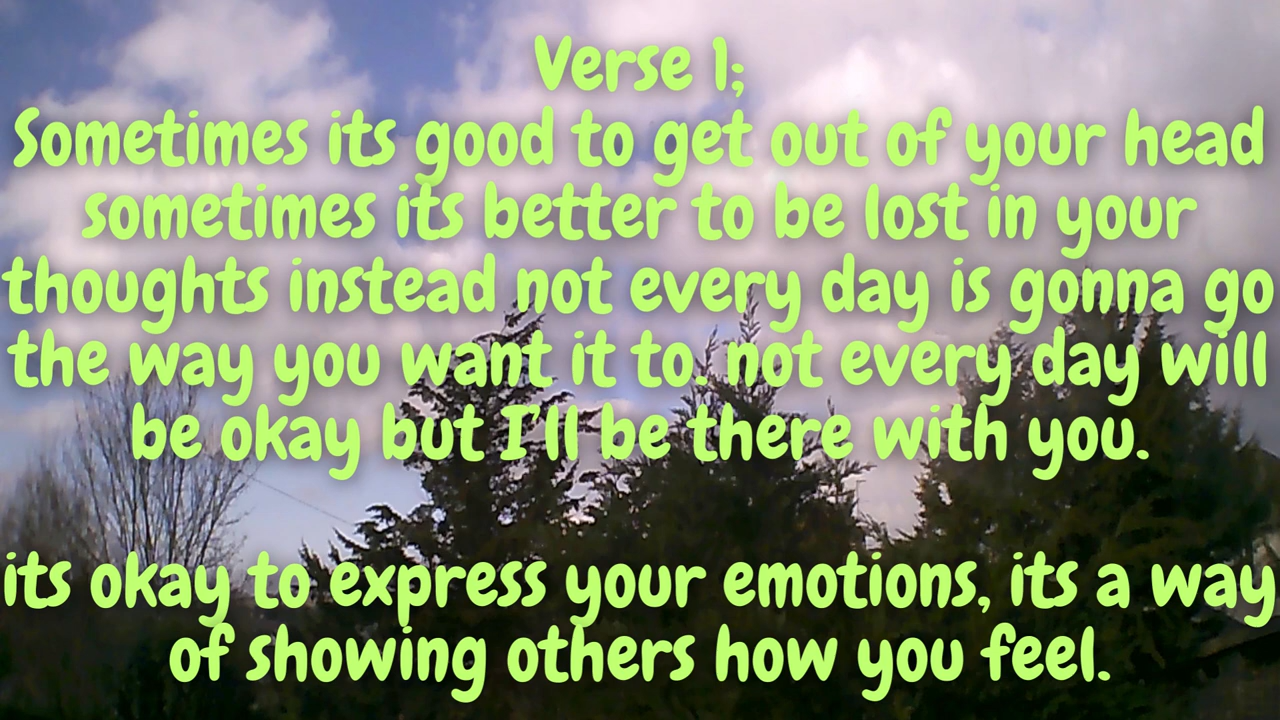 Verse 1;
Sometimes its good to get out of your head
sometimes its better to be lost in your
thoughts instead not every day is gonna go
the way you want it to. not every day will
be okay but I'll be there with you.
its okay to express your emotions, its a way
of showing others how you feel.